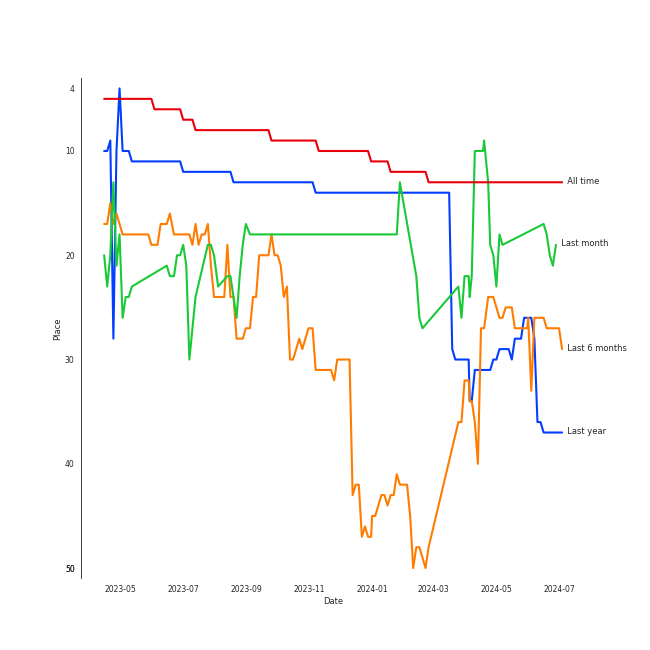 4
10
20
30
40
50
Place
2023-05
2023-07
2023-09
2023-11
2024-01
2024-03
2024-05
2024-07
Date
All time
Last month
Last 6 months
Last year